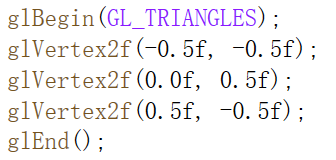 glBegin(GL_TRIANGLES);
glVertex2f(-0.5f, -0.5f);
glVertex2f(0.0f, 0.5f);
glVertex2f(0.5f, -0.5f);
glEnd();